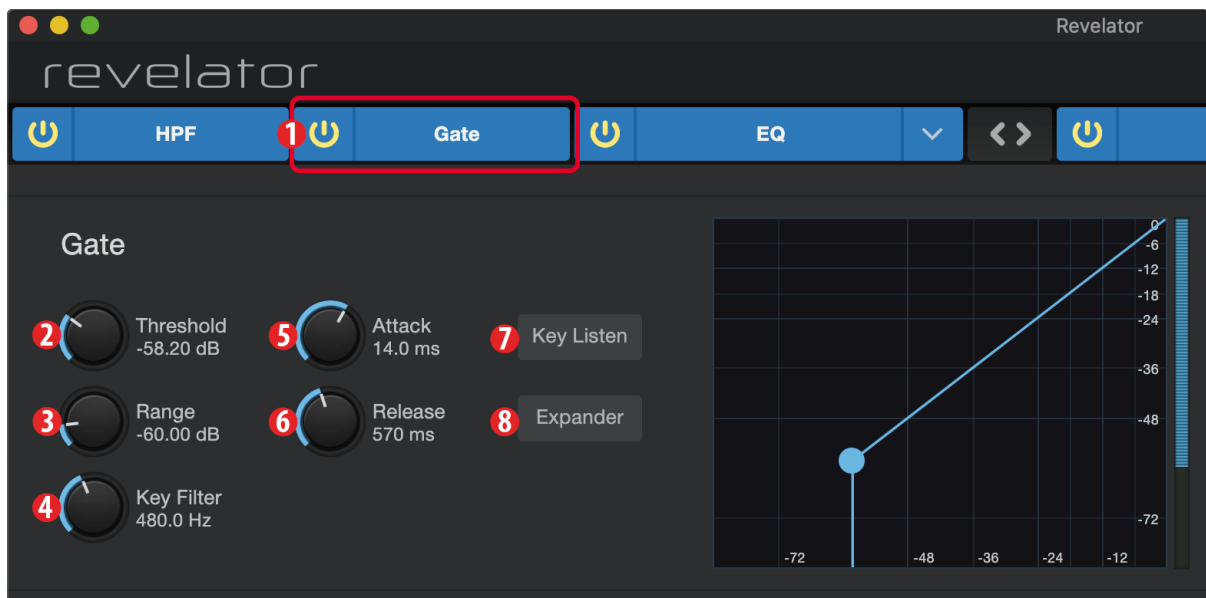 Revelator
revelator
HPF
1
Gate
EQ
Gate
2
Threshold
-58.20 dB
5
Attack
14.0 ms
7
Key Listen
3
Range
-60.00 dB
6
Release
570 ms
8
Expander
4
Key Filter
480.0 Hz
0
-6
-12
-18
-24
-36
-48
-72
-72 -48 -36 -24 -12